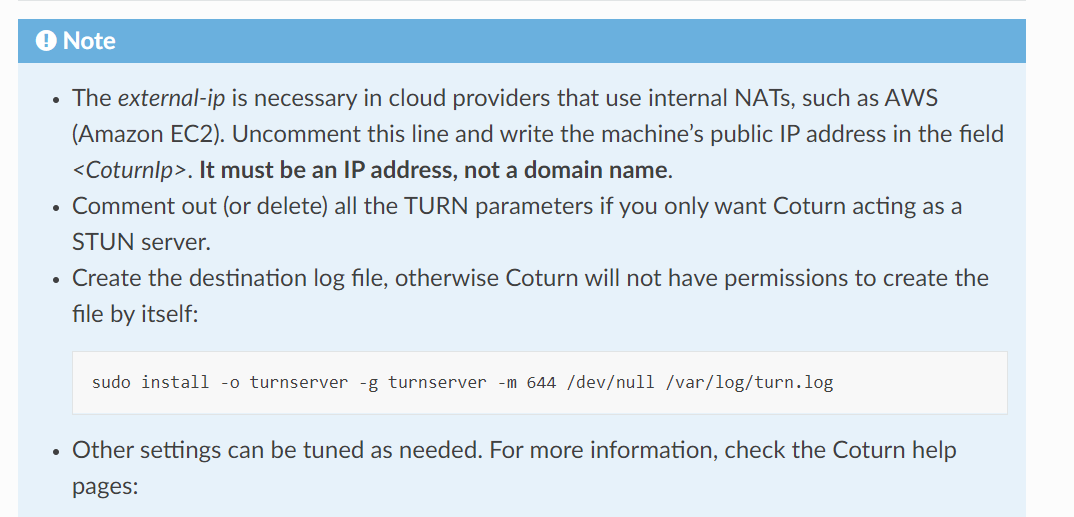 Note
• The external-ip is necessary in cloud providers that use internal NATs, such as AWS
(Amazon EC2). Uncomment this line and write the machine’s public IP address in the field
<CoturnIp>. It must be an IP address, not a domain name.
• Comment out (or delete) all the TURN parameters if you only want Coturn acting as a
STUN server.
• Create the destination log file, otherwise Coturn will not have permissions to create the
file by itself:
sudo install -o turnserver -g turnserver -m 644 /dev/null /var/log/turn.log
• Other settings can be tuned as needed. For more information, check the Coturn help
pages: